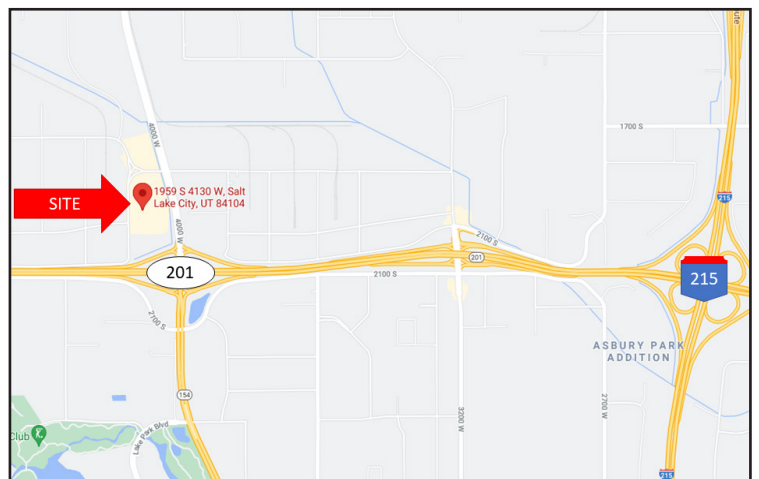 ute
4000 W
1700 S
SITE
1959 S 4130 W, Salt
Lake City, UT 84104
215
4000 W
2100 S
201
201
2100 S
215
2700 S
ASBURY PARK
ADDITION
154
3200 W
2700 W
Lake Park Blvd
Club
215